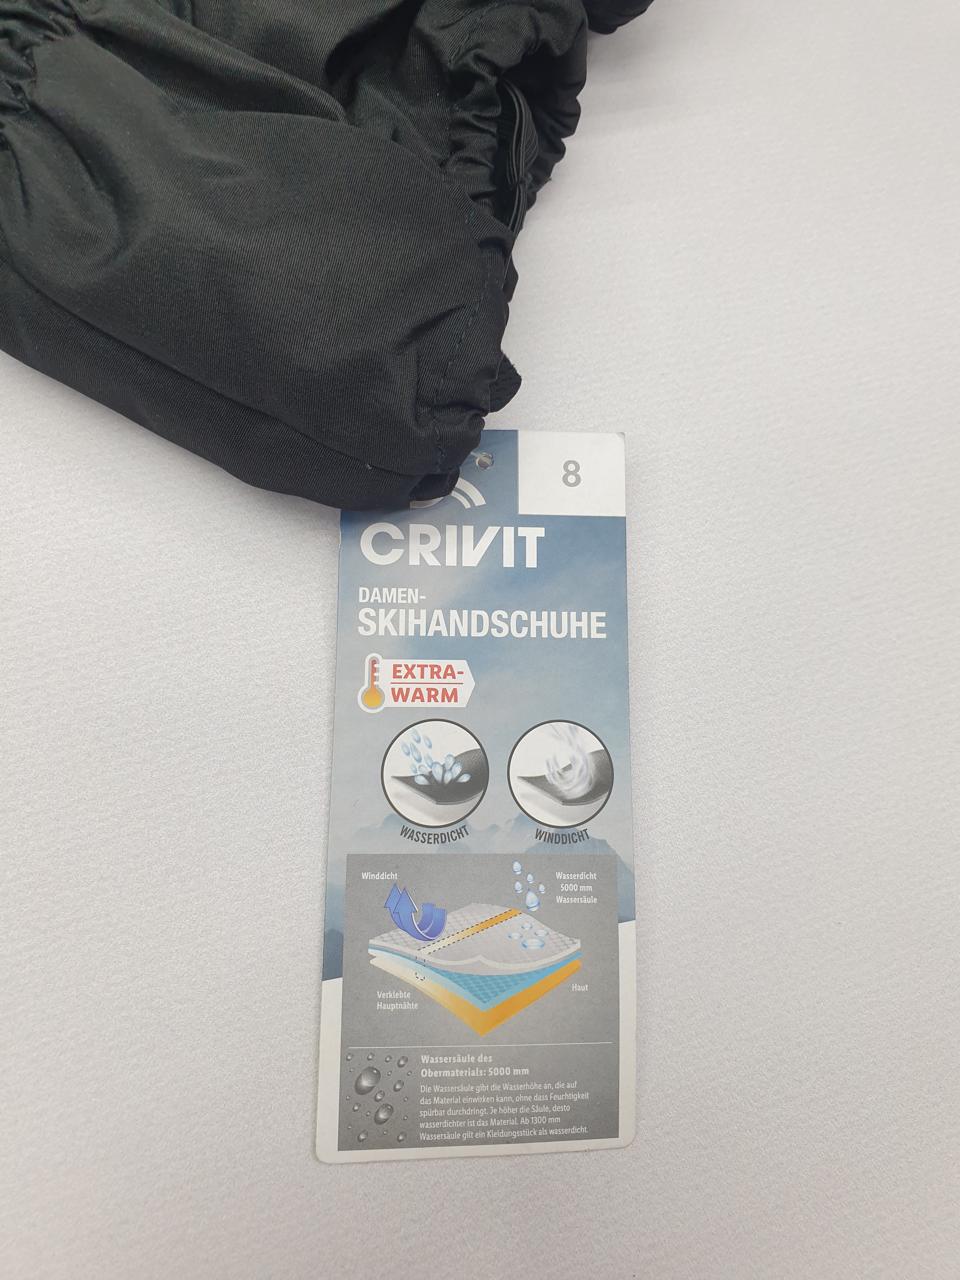 8
CRIVIT
DAMEN-
SKIHANDSCHUHE
EXTRA-
WARM
WASSERDICHT
WINDDICHT
Winddicht
Wasserdicht
5000 mm
Wassersäule
Verklebte
Hauptnähte
Haut
Wassersäule des
Obermaterials: 5000 mm
Die Wassersäule gibt die Wasserhöhe an, die auf
das Material einwirken kann, ohne dass Feuchtigkeit
spürbar durchdringt. Je höher die Säule, desto
wasserdichter ist das Material. Ab 1300 mm
Wassersäule gilt ein Kleidungsstück als wasserdicht.